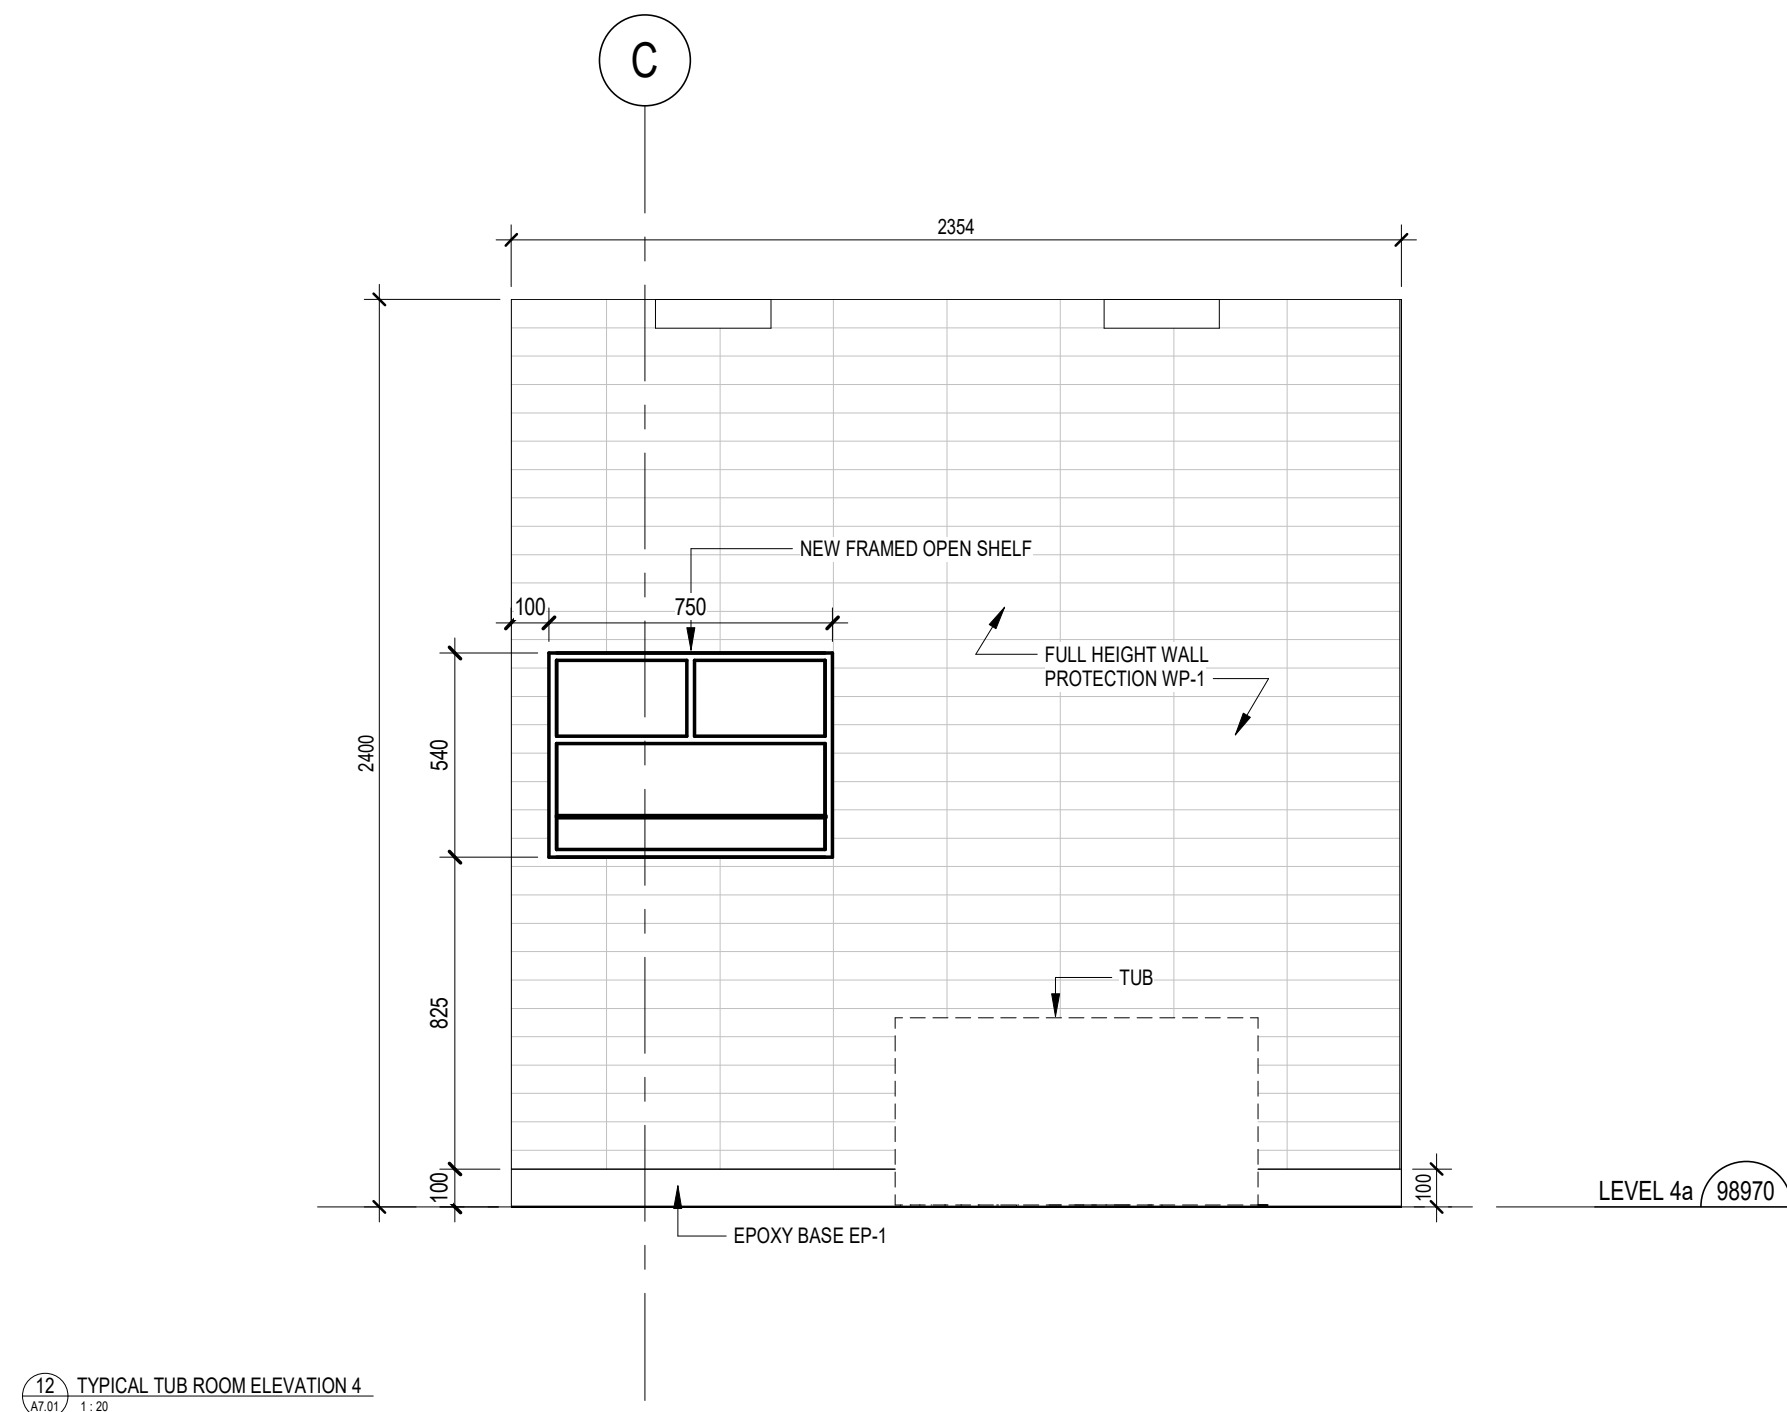 C
2354
NEW FRAMED OPEN SHELF
100
750
FULL HEIGHT WALL
PROTECTION WP-1
2400
540
TUB
825
100
100
LEVEL 4a
98970
EPOXY BASE EP-1
12
TYPICAL TUB ROOM ELEVATION 4
A7.01
1 : 20